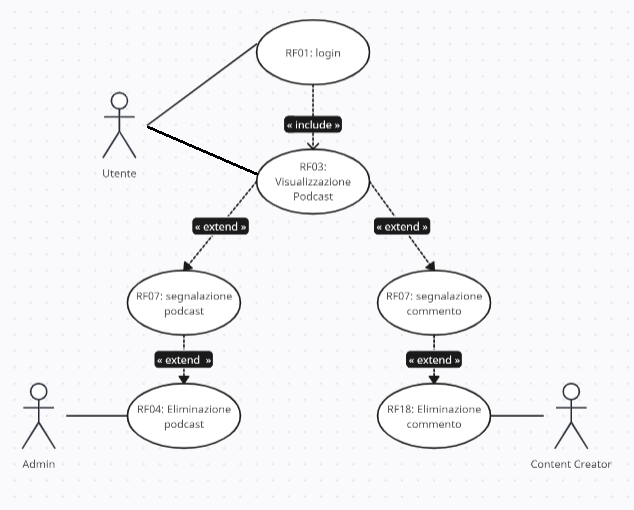 RF01: login
« include »
Utente
RF03:
Visualizzazione
Podcast
« extend »
« extend »
RF07: segnalazione
podcast
RF07: segnalazione
commento
« extend »
« extend »
RF04: Eliminazione
podcast
RF18: Eliminazione
commento
Admin
Content Creator